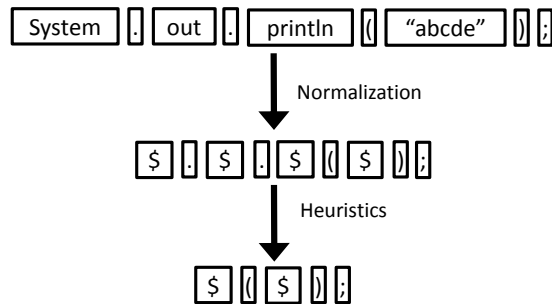 System . out . println ( “abcde” ) ;
Normalization
$ . $ . $ ( $ ) ;
Heuristics
$ ( $ ) ;